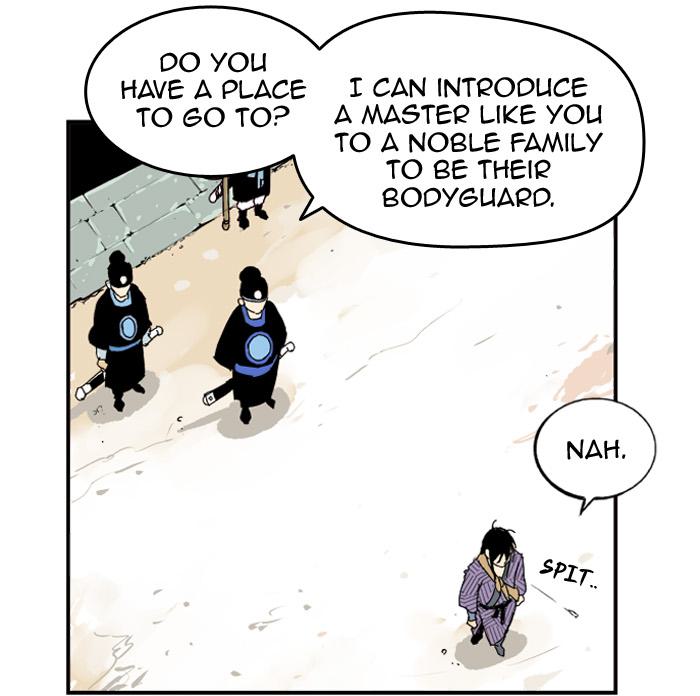 DO YOU
HAVE A PLACE
TO GO TO?
I CAN INTRODUCE
A MASTER LIKE YOU
TO A NOBLE FAMILY
TO BE THEIR
BODYGUARD.
NAH.
SPIT..